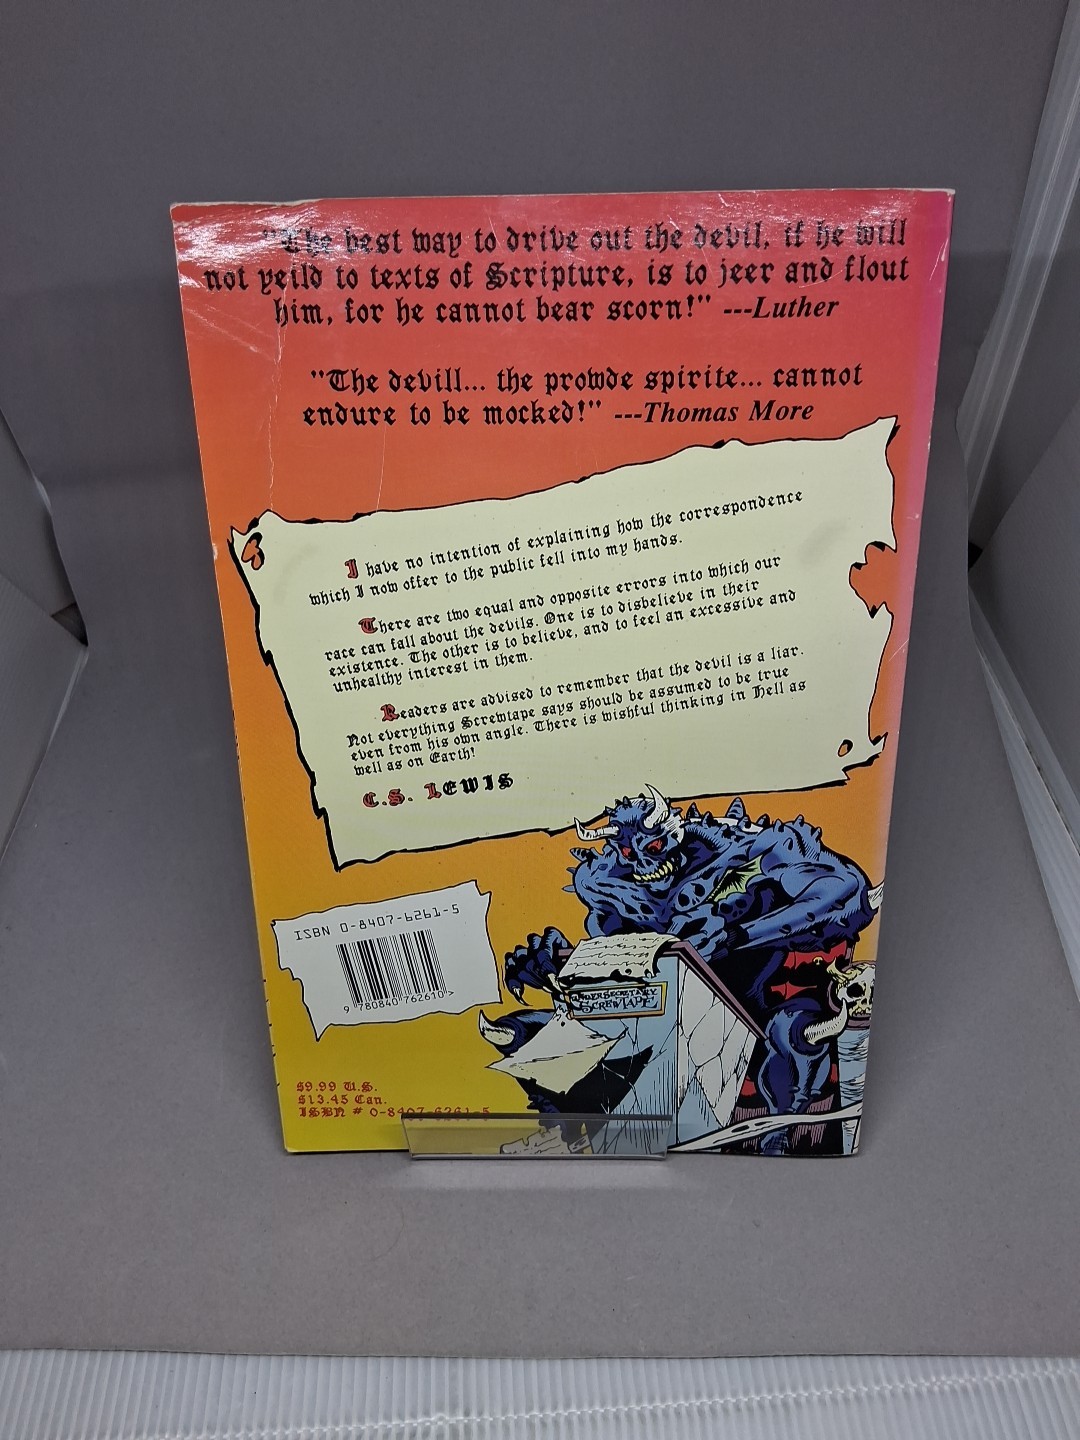 "The best way to drive out the devil, if he will
not yeild to texts of Scripture, is to jeer and flout
him, for he cannot bear scorn!" ---Luther
"The devill... the prowde spirite... cannot
endure to be mocked!" ---Thomas More
I have no intention of explaining how the correspondence
which I now offer to the public fell into my hands.
There are two equal and opposite errors into which our
race can fall about the devils. One is to disbelieve in their
existence. The other is to believe, and to feel an excessive and
unhealthy interest in them.
Readers are advised to remember that the devil is a liar.
Not everything Screwtape says should be assumed to be true
even from his own angle. There is wishful thinking in Hell as
well as on Earth!
C.S. LEWIS
ISBN 0-8407-6261-5
9 780840 762610>
UNDER SECRETARY
SCREWTAPE
$9.99 U.S.
$13.45 Can.
ISBN # 0-8407-6261-5